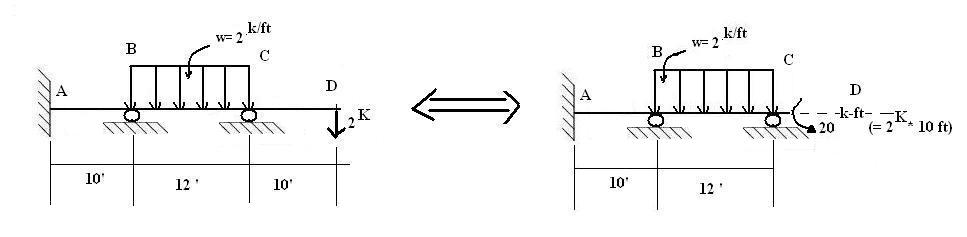 w= 2 k/ft
B
C
A
D
2 K
10'
12 '
10'
w= 2 k/ft
B
C
A
D
20 -k-ft- (= 2 K * 10 ft)
10'
12 '